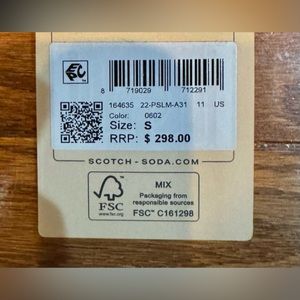 8 719029 712291
164635 22-PSLM-A31 11 US
Color: 0602
Size: S
RRP: $ 298.00
SCOTCH - SODA.COM
FSC
www.fsc.org
MIX
Packaging from
responsible sources
FSC™ C161298